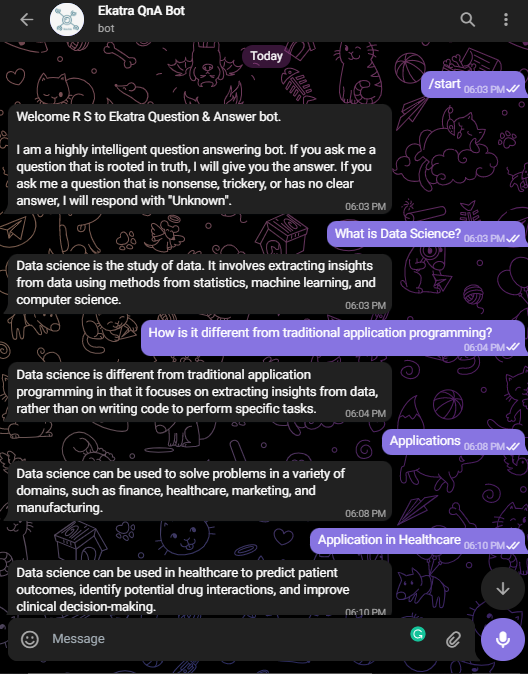 Ekatra QnA Bot
bot
Today
/start 06:03 PM
Welcome R S to Ekatra Question & Answer bot.
I am a highly intelligent question answering bot. If you ask me a
question that is rooted in truth, I will give you the answer. If you
ask me a question that is nonsense, trickery, or has no clear
answer, I will respond with "Unknown".
06:03 PM
What is Data Science? 06:03 PM
Data science is the study of data. It involves extracting insights
from data using methods from statistics, machine learning, and
computer science.
06:03 PM
How is it different from traditional application programming?
06:04 PM
Data science is different from traditional application
programming in that it focuses on extracting insights from data,
rather than on writing code to perform specific tasks.
06:04 PM
Applications 06:08 PM
Data science can be used to solve problems in a variety of
domains, such as finance, healthcare, marketing, and
manufacturing.
06:08 PM
Application in Healthcare 06:10 PM
Data science can be used in healthcare to predict patient
outcomes, identify potential drug interactions, and improve
clinical decision-making.
06:10 PM
Message